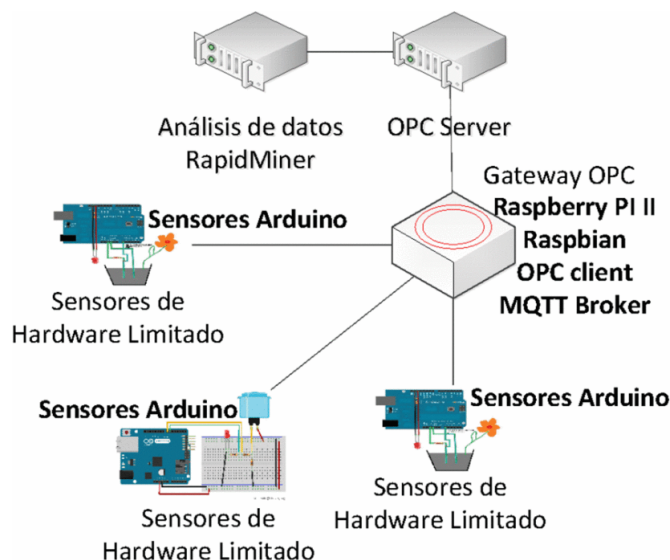 Análisis de datos
RapidMiner
OPC Server
Gateway OPC
Raspberry PI II
Raspbian
OPC client
MQTT Broker
Sensores Arduino
Sensores de
Hardware Limitado
Sensores Arduino
Sensores de
Hardware Limitado
Sensores Arduino
Sensores de
Hardware Limitado